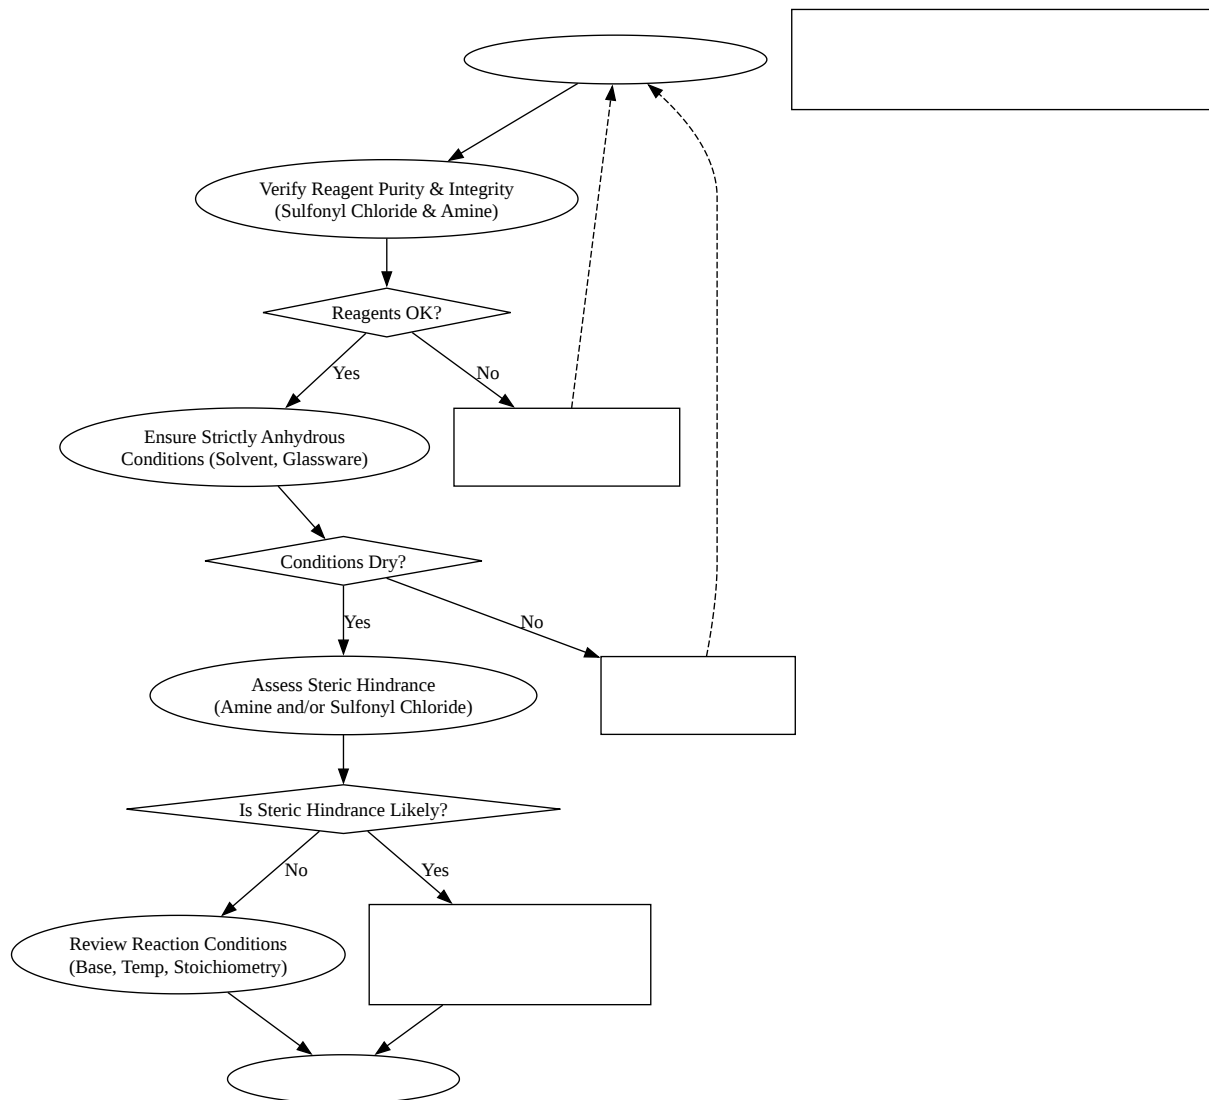 Verify Reagent Purity & Integrity
(Sulfonyl Chloride & Amine)
Reagents OK?
Yes
No
Ensure Strictly Anhydrous
Conditions (Solvent, Glassware)
Conditions Dry?
Yes
No
Assess Steric Hindrance
(Amine and/or Sulfonyl Chloride)
Is Steric Hindrance Likely?
No
Yes
Review Reaction Conditions
(Base, Temp, Stoichiometry)